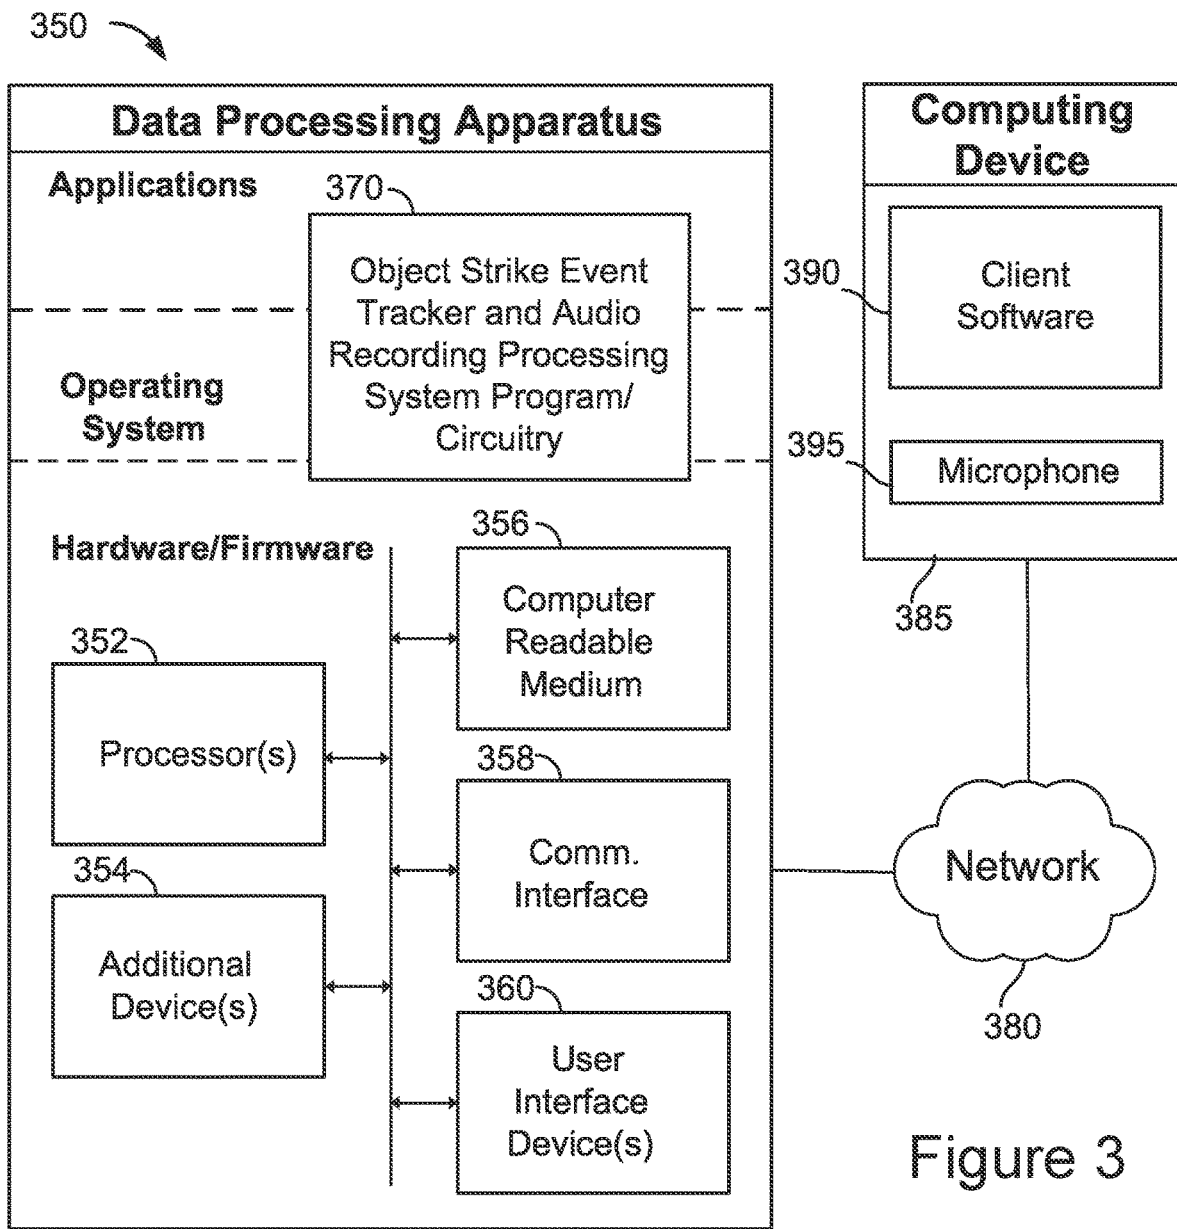 350
Data Processing Apparatus
Applications
370
Object Strike Event
Tracker and Audio
Recording Processing
System Program/
Circuitry
Operating
System
Hardware/Firmware
352
Processor(s)
354
Additional
Device(s)
356
Computer
Readable
Medium
358
Comm.
Interface
360
User
Interface
Device(s)
Computing
Device
390
Client
Software
395
Microphone
385
Network
380
Figure 3